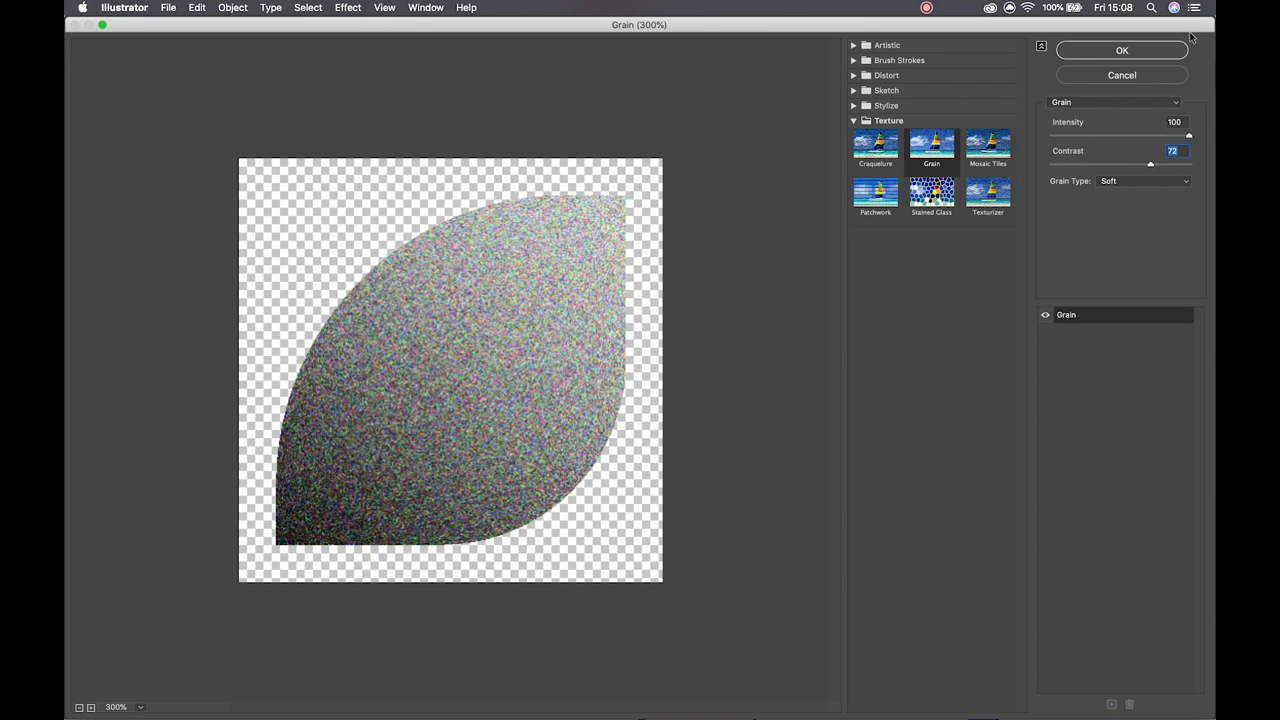 Illustrator File Edit Object Type Select Effect View Window Help 100% Fri 15:08
Grain (300%)
Artistic
Brush Strokes
Distort
Sketch
Stylize
Texture
Craquelure Grain Mosaic Tiles
Patchwork Stained Glass Texturizer
OK
Cancel
Grain
Intensity 100
Contrast 72
Grain Type: Soft
Grain
300%